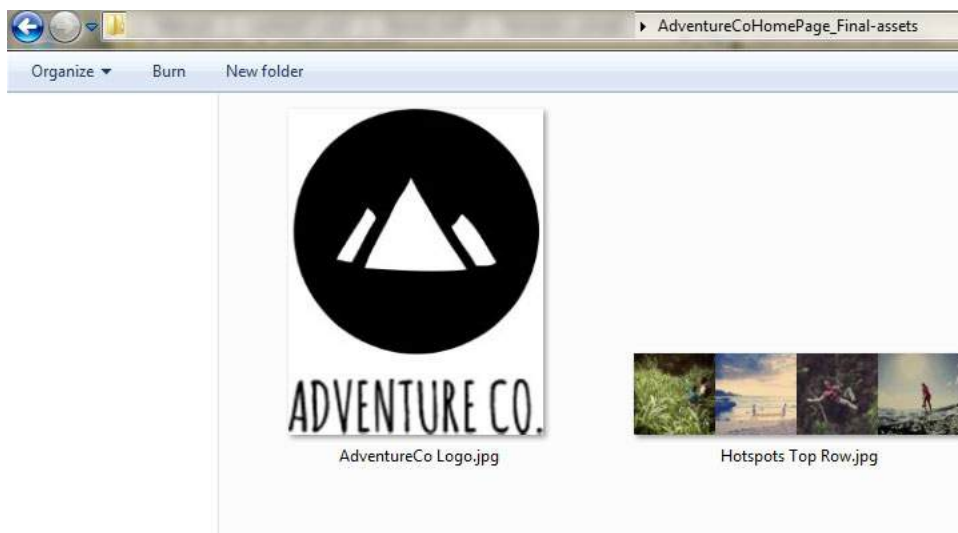 AdventureCoHomePage_Final-assets
Organize Burn New folder
ADVENTURE CO.
AdventureCo Logo.jpg Hotspots Top Row.jpg